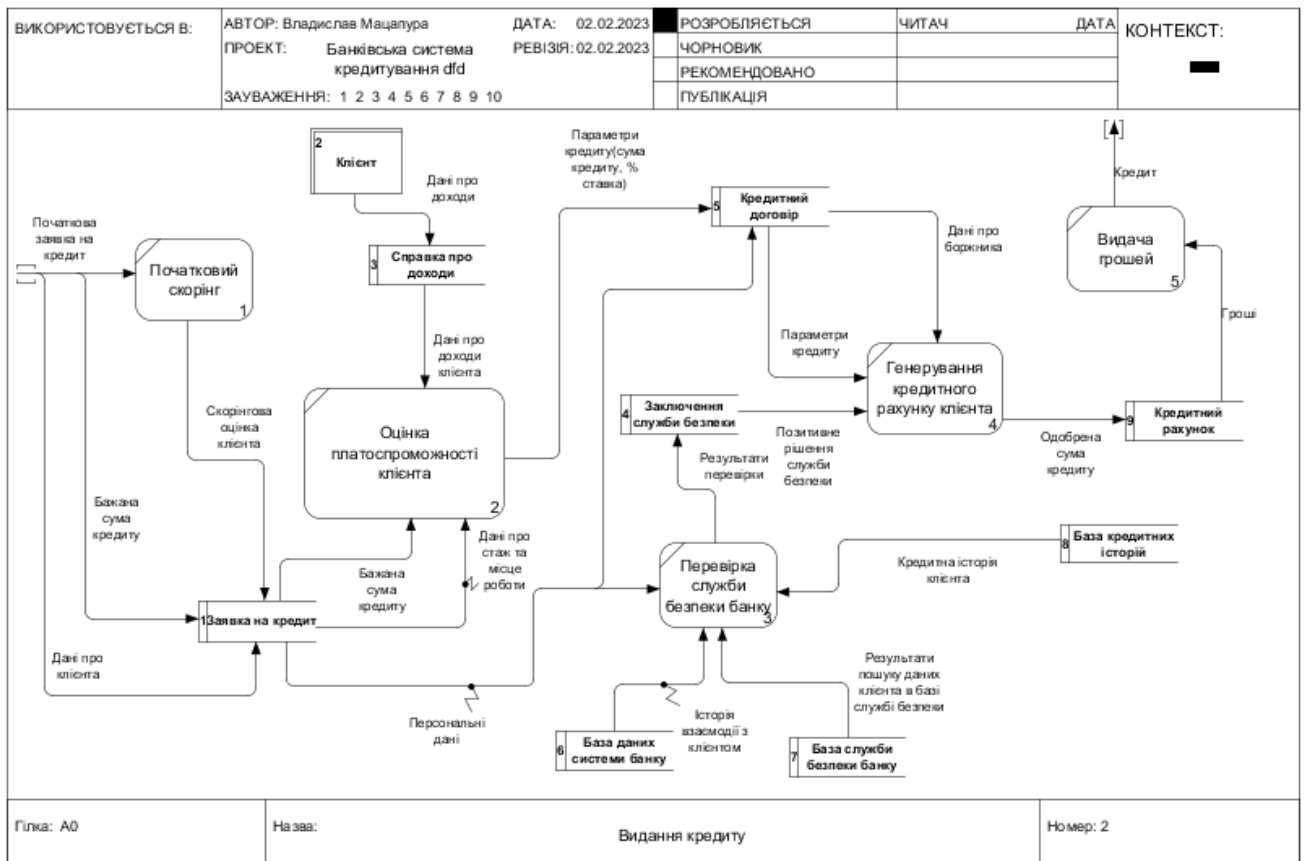 ВИКОРИСТОВУЄТЬСЯ В:
АВТОР: Владислав Мацапура
ДАТА: 02.02.2023
ПРОЕКТ: Банківська система
кредитування dfd
РЕВІЗІЯ: 02.02.2023
ЗАУВАЖЕННЯ: 1 2 3 4 5 6 7 8 9 10
РОЗРОБЛЯЄТЬСЯ
ЧОРНОВИК
РЕКОМЕНДОВАНО
ПУБЛІКАЦІЯ
ЧИТАЧ
ДАТА
КОНТЕКСТ:
2
Клієнт
Дані про
доходи
Параметри
кредиту(сума
кредиту, %
ставка)
Кредит
Початкова
заявка на
кредит
Початковий
скорінг
1
3
Справка про
доходи
5
Кредитний
договір
Дані про
боржника
Видача
грошей
5
Гроші
Дані про
доходи
клієнта
Параметри
кредиту
Генерування
кредитного
рахунку клієнта
4
Скорінгова
оцінка
клієнта
Оцінка
платоспроможності
клієнта
2
4
Заключення
служби безпеки
Результати
перевірки
Позитивне
рішення
служби
безпеки
Одобрена
сума
кредиту
9
Кредитний
рахунок
Бажана
сума
кредиту
Бажана
сума
кредиту
Дані про
стаж та
місце
роботи
Перевірка
служби
безпеки банку
3
Кредитна історія
клієнта
8
База кредитних
історій
1
Заявка на кредит
Дані про
клієнта
Персональні
дані
6
База даних
системи банку
Історія
взаємодії з
клієнтом
Результати
пошуку даних
клієнта в базі
службі безпеки
7
База служби
безпеки банку
Гілка: А0
Назва:
Видання кредиту
Номер: 2